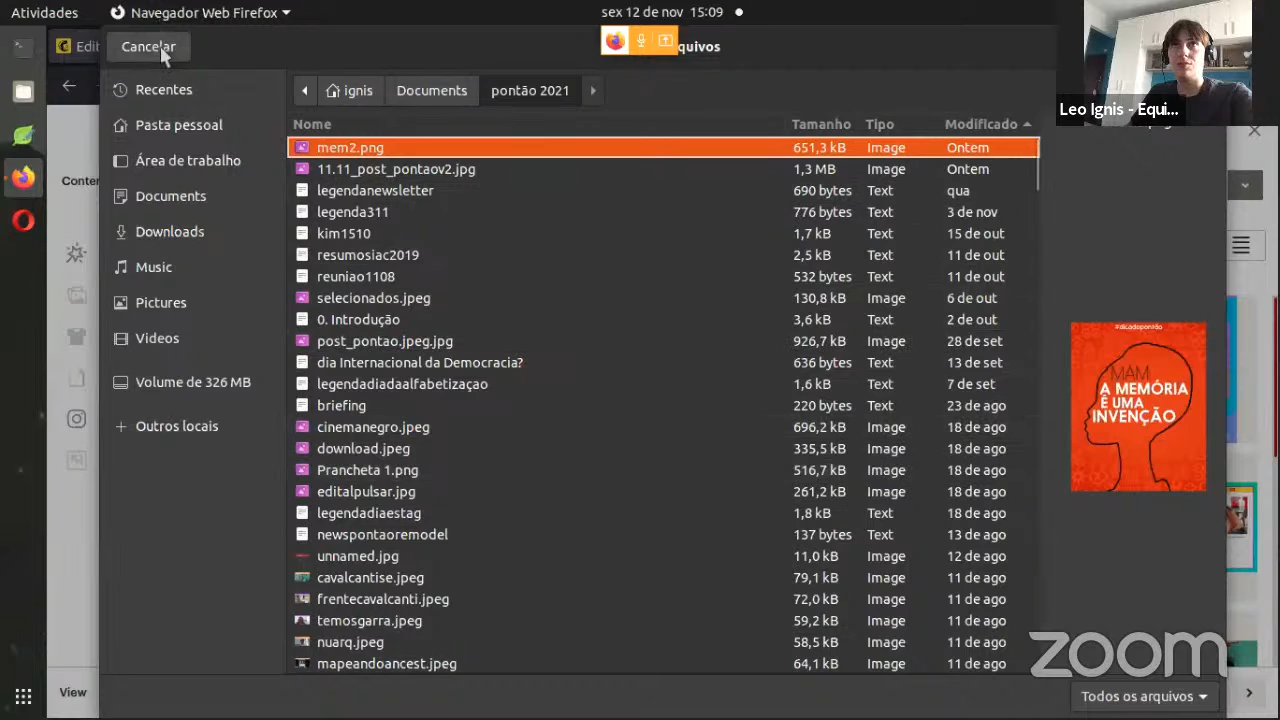 Atividades
Navegador Web Firefox
sex 12 de nov 15:09
Edit
Cancelar
quivos
Leo Ignis - Equi...
Recentes
Pasta pessoal
Área de trabalho
Documents
Downloads
Music
Pictures
Videos
Volume de 326 MB
Outros locais
ignis
Documents
pontão 2021
Nome Tamanho Tipo Modificado
mem2.png 651,3 kB Image Ontem
11.11_post_pontaov2.jpg 1,3 MB Image Ontem
legendanewsletter 690 bytes Text qua
legenda311 776 bytes Text 3 de nov
kim1510 1,7 kB Text 15 de out
resumosiac2019 2,5 kB Text 11 de out
reuniao1108 532 bytes Text 11 de out
selecionados.jpeg 130,8 kB Image 6 de out
0. Introdução 3,6 kB Text 2 de out
post_pontao.jpeg.jpg 926,7 kB Image 28 de set
dia Internacional da Democracia? 636 bytes Text 13 de set
legendadiadaalfabetizaçao 1,6 kB Text 7 de set
briefing 220 bytes Text 23 de ago
cinemanegro.jpeg 696,2 kB Image 18 de ago
download.jpeg 335,5 kB Image 18 de ago
Prancheta 1.png 516,7 kB Image 18 de ago
editalpulsar.jpg 261,2 kB Image 18 de ago
legendadiaestag 1,8 kB Text 18 de ago
newspontaoremodel 137 bytes Text 13 de ago
unnamed.jpg 11,0 kB Image 12 de ago
cavalcantise.jpeg 79,1 kB Image 11 de ago
frentecavalcanti.jpeg 72,0 kB Image 11 de ago
temosgarra.jpeg 59,2 kB Image 11 de ago
nuarq.jpeg 58,5 kB Image 11 de ago
mapeandoancest.jpeg 64,1 kB Image 11 de ago
#dicadopontão
MAM:
A MEMÓRIA
É UMA
INVENÇÃO
Conter
View
Todos os arquivos
zoom